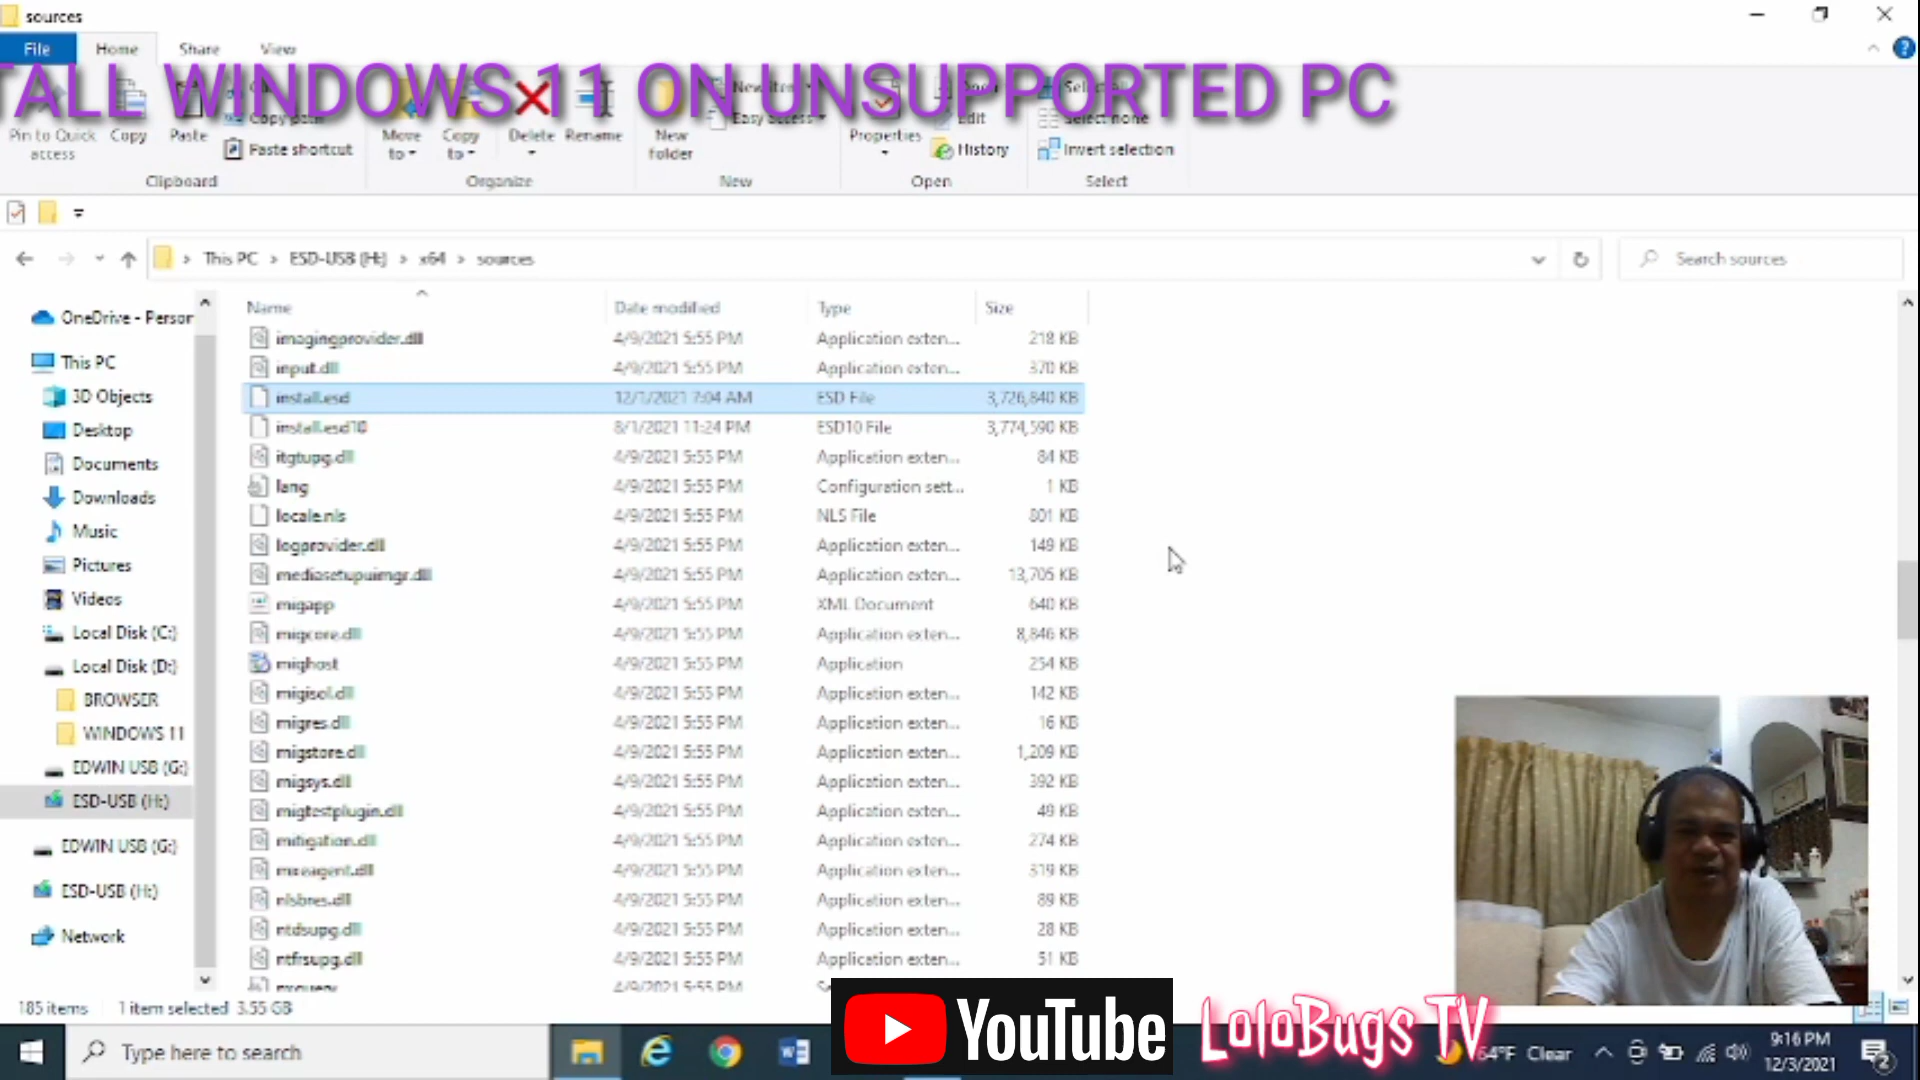 sources
File Home Share View
TALL WINDOWS 11 ON UNSUPPORTED PC
Pin to Quick access
Copy
Paste
Copy path
Paste shortcut
Move to
Copy to
Delete
Rename
New folder
New item
Easy access
Properties
Open
Edit
History
Select all
Select none
Invert selection
Clipboard Organize New Open Select
This PC > ESD-USB (H:) > x64 > sources
Search sources
OneDrive - Person
This PC
3D Objects
Desktop
Documents
Downloads
Music
Pictures
Videos
Local Disk (C:)
Local Disk (D:)
BROWSER
WINDOWS 11
EDWIN USB (G:)
ESD-USB (H:)
EDWIN USB (G:)
ESD-USB (H:)
Network
Name Date modified Type Size
imagingprovider.dll 4/9/2021 5:55 PM Application exten... 218 KB
input.dll 4/9/2021 5:55 PM Application exten... 370 KB
install.esd 12/1/2021 7:04 AM ESD File 3,726,840 KB
install.esd10 8/1/2021 11:24 PM ESD10 File 3,774,590 KB
itgtupg.dll 4/9/2021 5:55 PM Application exten... 84 KB
lang 4/9/2021 5:55 PM Configuration sett... 1 KB
locale.nls 4/9/2021 5:55 PM NLS File 801 KB
logprovider.dll 4/9/2021 5:55 PM Application exten... 149 KB
mediasetupuimgr.dll 4/9/2021 5:55 PM Application exten... 13,705 KB
migapp 4/9/2021 5:55 PM XML Document 640 KB
migcore.dll 4/9/2021 5:55 PM Application exten... 8,846 KB
mighost 4/9/2021 5:55 PM Application 254 KB
migisol.dll 4/9/2021 5:55 PM Application exten... 142 KB
migres.dll 4/9/2021 5:55 PM Application exten... 16 KB
migstore.dll 4/9/2021 5:55 PM Application exten... 1,209 KB
migsys.dll 4/9/2021 5:55 PM Application exten... 392 KB
migtestplugin.dll 4/9/2021 5:55 PM Application exten... 49 KB
mitigation.dll 4/9/2021 5:55 PM Application exten... 274 KB
mxeagent.dll 4/9/2021 5:55 PM Application exten... 319 KB
nlsbres.dll 4/9/2021 5:55 PM Application exten... 89 KB
ntdsupg.dll 4/9/2021 5:55 PM Application exten... 28 KB
ntfrsupg.dll 4/9/2021 5:55 PM Application exten... 51 KB
4/9/2021 5:55 PM
185 items 1 item selected 3.55 GB
YouTube
LoloBugs TV
Type here to search
64°F Clear
9:16 PM
12/3/2021
2